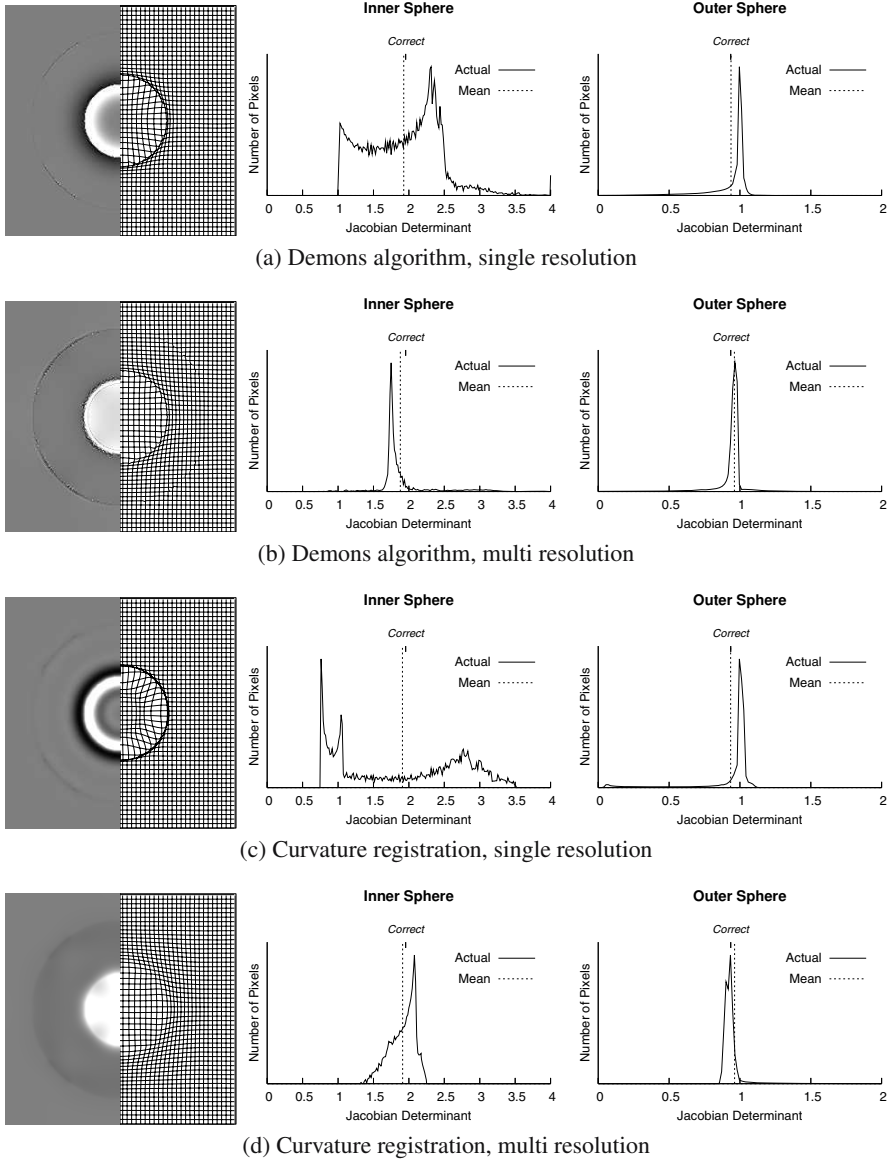 Inner Sphere
Outer Sphere
Correct
Correct
Actual
Mean
Actual
Mean
Number of Pixels
Number of Pixels
0 0.5 1 1.5 2 2.5 3 3.5 4
0 0.5 1 1.5 2
Jacobian Determinant
Jacobian Determinant
(a) Demons algorithm, single resolution
Inner Sphere
Outer Sphere
Correct
Correct
Actual
Mean
Actual
Mean
Number of Pixels
Number of Pixels
0 0.5 1 1.5 2 2.5 3 3.5 4
0 0.5 1 1.5 2
Jacobian Determinant
Jacobian Determinant
(b) Demons algorithm, multi resolution
Inner Sphere
Outer Sphere
Correct
Correct
Actual
Mean
Actual
Mean
Number of Pixels
Number of Pixels
0 0.5 1 1.5 2 2.5 3 3.5 4
0 0.5 1 1.5 2
Jacobian Determinant
Jacobian Determinant
(c) Curvature registration, single resolution
Inner Sphere
Outer Sphere
Correct
Correct
Actual
Mean
Actual
Mean
Number of Pixels
Number of Pixels
0 0.5 1 1.5 2 2.5 3 3.5 4
0 0.5 1 1.5 2
Jacobian Determinant
Jacobian Determinant
(d) Curvature registration, multi resolution